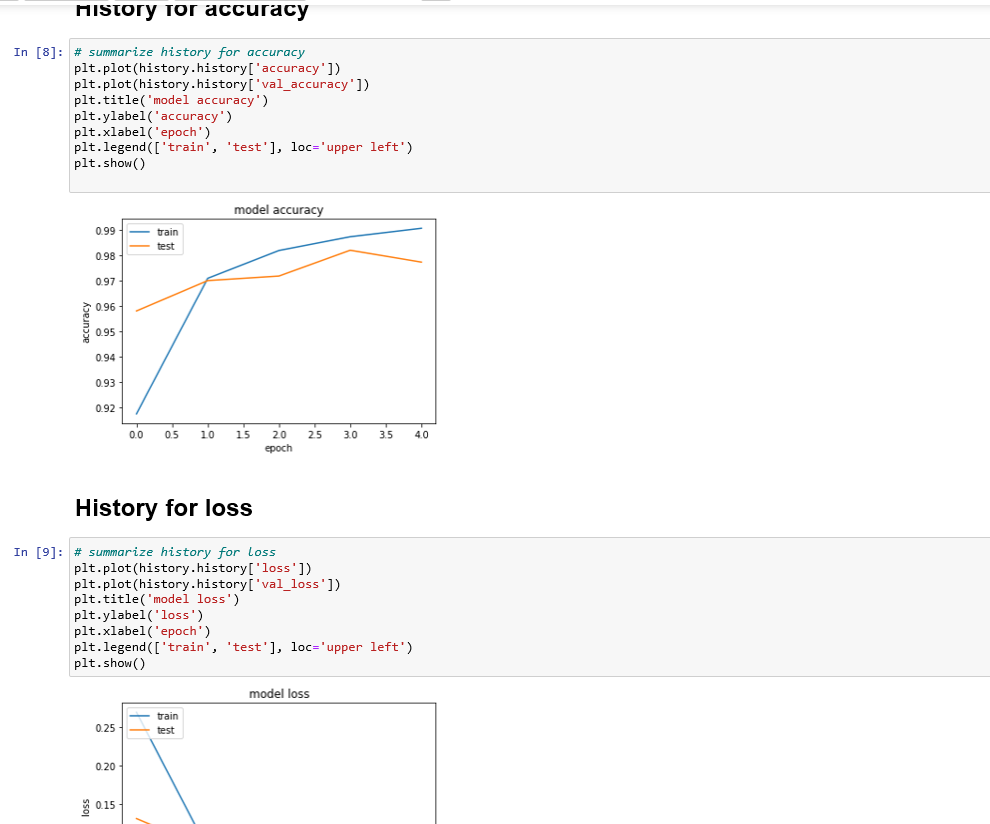 History for accuracy
In [8]:
# summarize history for accuracy
plt.plot(history.history['accuracy'])
plt.plot(history.history['val_accuracy'])
plt.title('model accuracy')
plt.ylabel('accuracy')
plt.xlabel('epoch')
plt.legend(['train', 'test'], loc='upper left')
plt.show()
model accuracy
train
test
0.99
0.98
0.97
0.96
0.95
0.94
0.93
0.92
accuracy
0.0 0.5 1.0 1.5 2.0 2.5 3.0 3.5 4.0
epoch
History for loss
In [9]:
# summarize history for loss
plt.plot(history.history['loss'])
plt.plot(history.history['val_loss'])
plt.title('model loss')
plt.ylabel('loss')
plt.xlabel('epoch')
plt.legend(['train', 'test'], loc='upper left')
plt.show()
model loss
train
test
0.25
0.20
0.15
loss